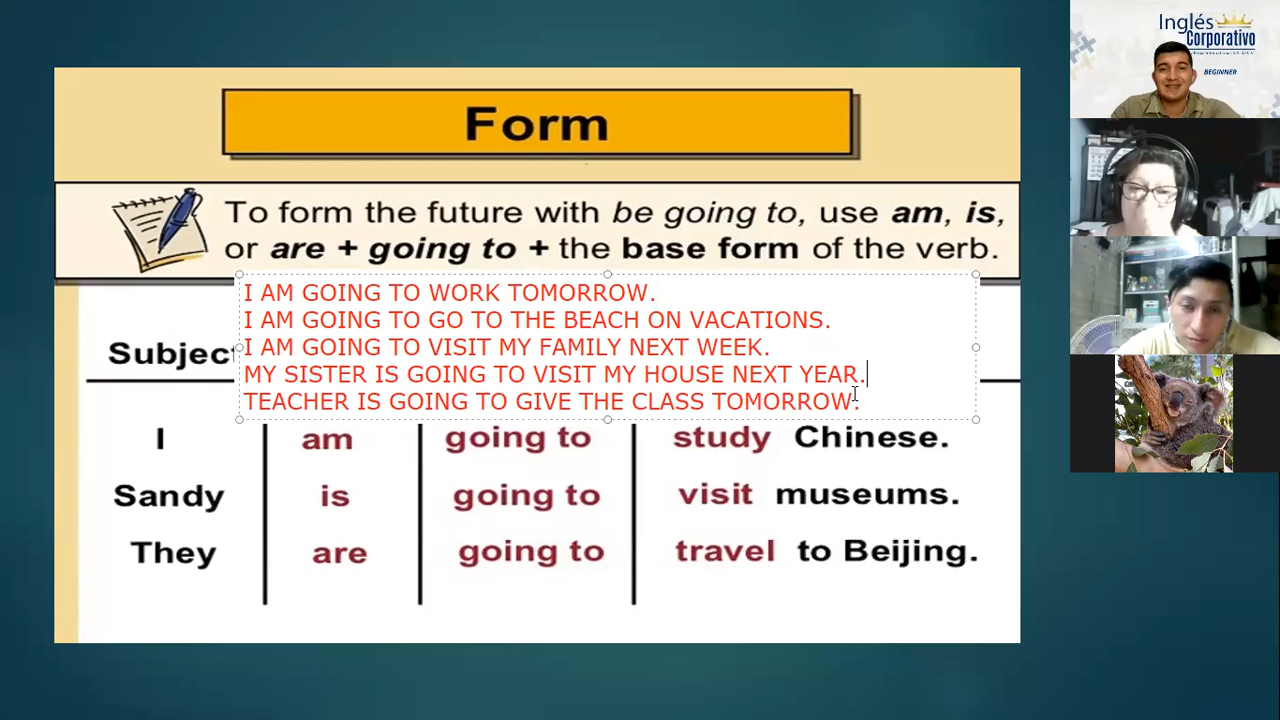 Form
To form the future with be going to, use am, is,
or are + going to + the base form of the verb.
I AM GOING TO WORK TOMORROW.
I AM GOING TO GO TO THE BEACH ON VACATIONS.
I AM GOING TO VISIT MY FAMILY NEXT WEEK.
MY SISTER IS GOING TO VISIT MY HOUSE NEXT YEAR.
TEACHER IS GOING TO GIVE THE CLASS TOMORROW.
Subject
I am going to study Chinese.
Sandy is going to visit museums.
They are going to travel to Beijing.
Inglés
Corporativo
BEGINNER